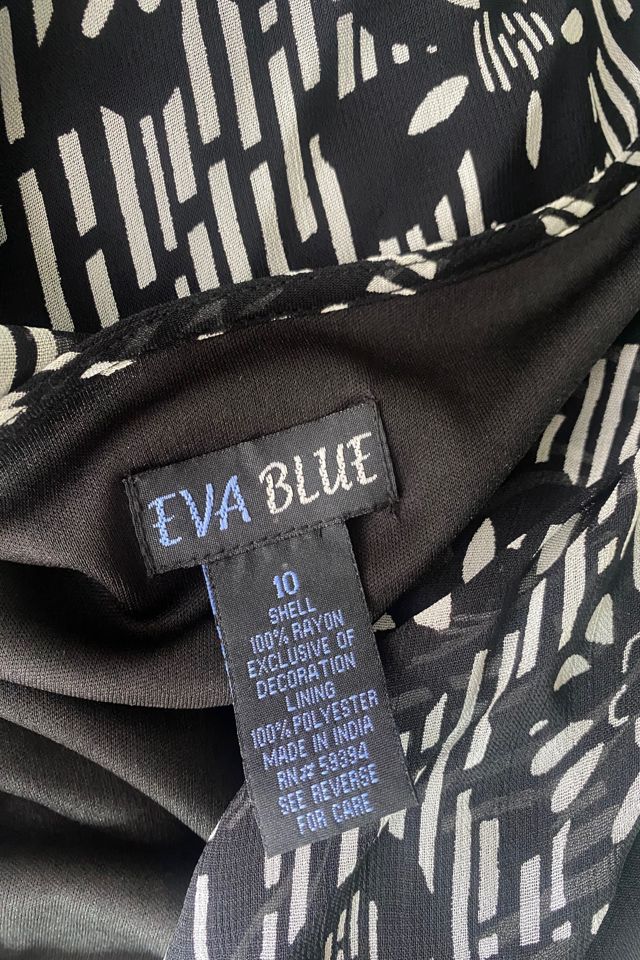 EVA BLUE
10
SHELL
100% RAYON
EXCLUSIVE OF
DECORATION
LINING
100% POLYESTER
MADE IN INDIA
RN# 59394
SEE REVERSE
FOR CARE